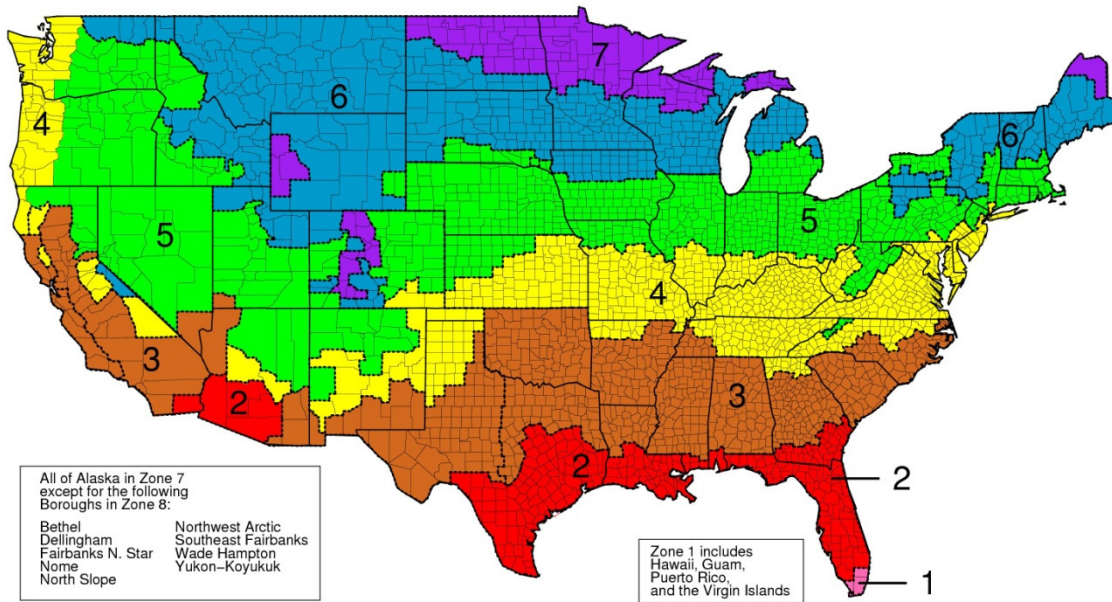 7
6
6
4
5
5
4
3
2
3
2
2
1
All of Alaska in Zone 7
except for the following
Boroughs in Zone 8:
Bethel Northwest Arctic
Dellingham Southeast Fairbanks
Fairbanks N. Star Wade Hampton
Nome Yukon-Koyukuk
North Slope
Zone 1 includes
Hawaii, Guam,
Puerto Rico,
and the Virgin Islands